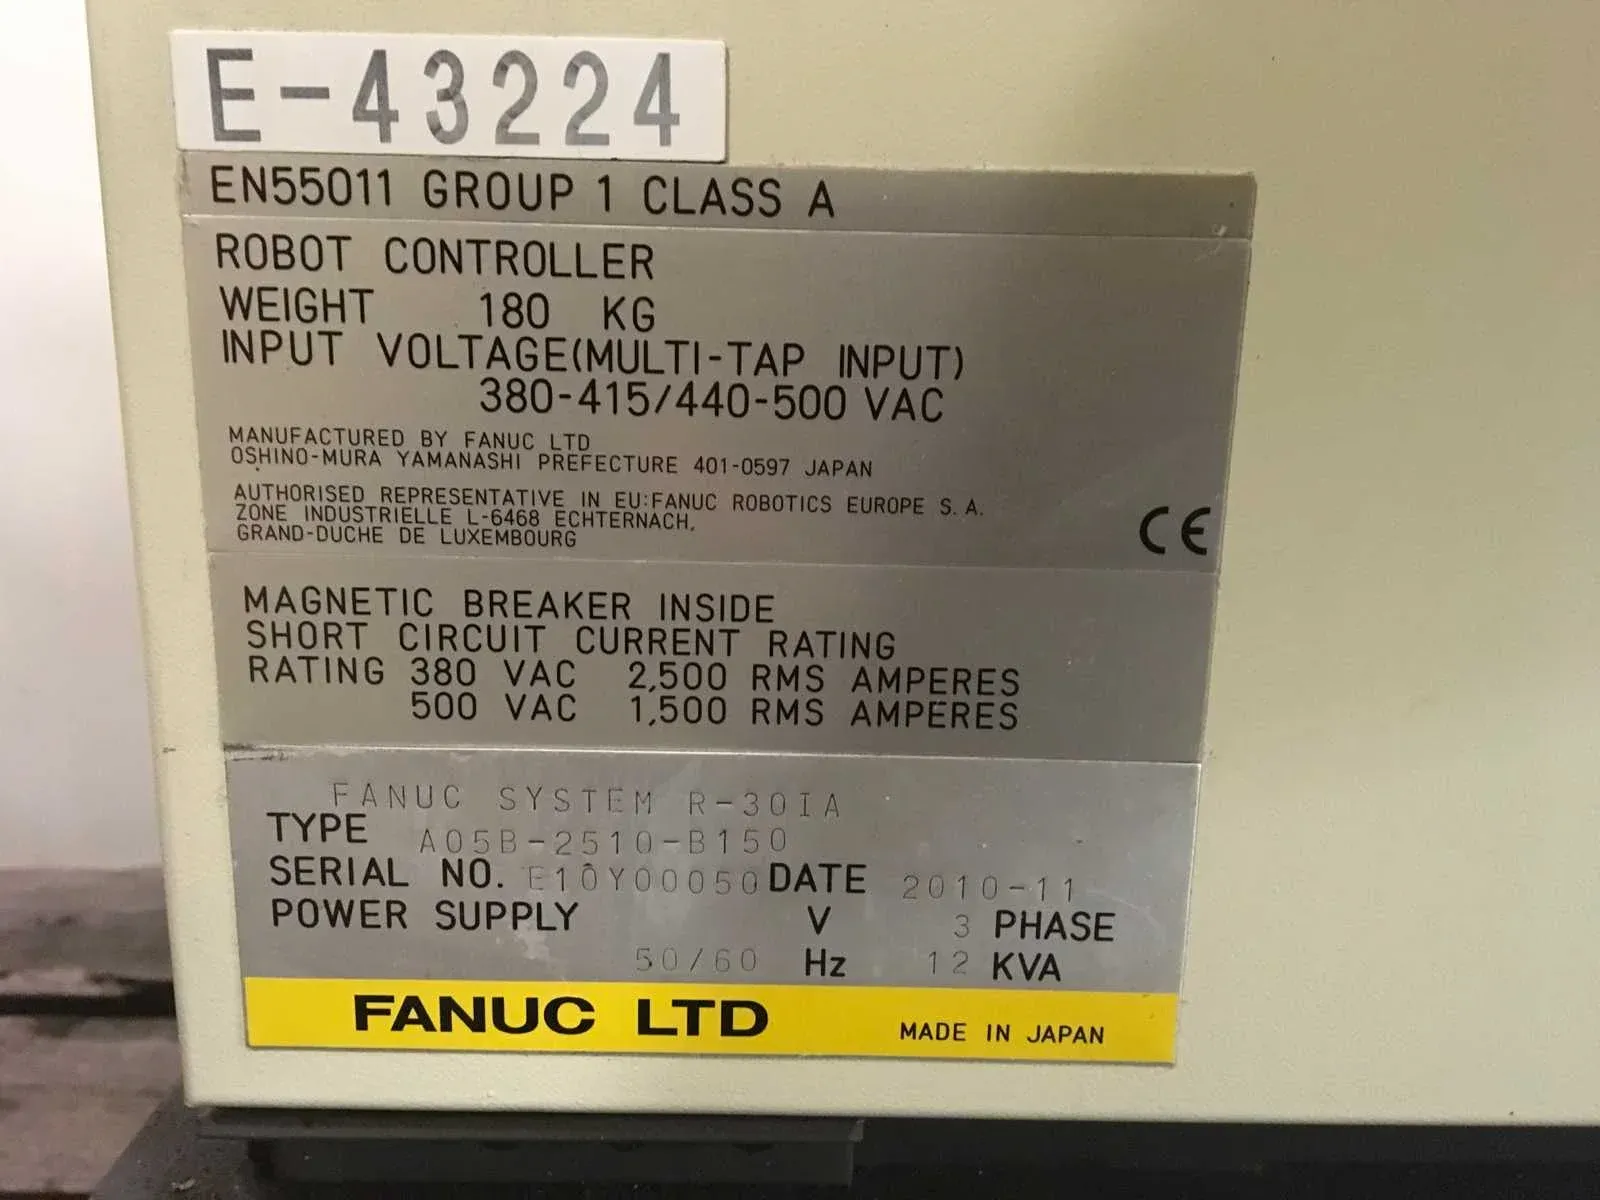 E-43224
EN55011 GROUP 1 CLASS A
ROBOT CONTROLLER
WEIGHT 180 KG
INPUT VOLTAGE(MULTI-TAP INPUT)
380-415/440-500 VAC
MANUFACTURED BY FANUC LTD
OSHINO-MURA YAMANASHI PREFECTURE 401-0597 JAPAN
AUTHORISED REPRESENTATIVE IN EU:FANUC ROBOTICS EUROPE S.A.
ZONE INDUSTRIELLE L-6468 ECHTERNACH,
GRAND-DUCHE DE LUXEMBOURG
CE
MAGNETIC BREAKER INSIDE
SHORT CIRCUIT CURRENT RATING
RATING 380 VAC 2,500 RMS AMPERES
500 VAC 1,500 RMS AMPERES
FANUC SYSTEM R-30IA
TYPE A05B-2510-B150
SERIAL NO. E10Y00050 DATE 2010-11
POWER SUPPLY V 3 PHASE
50/60 Hz 12 KVA
FANUC LTD MADE IN JAPAN